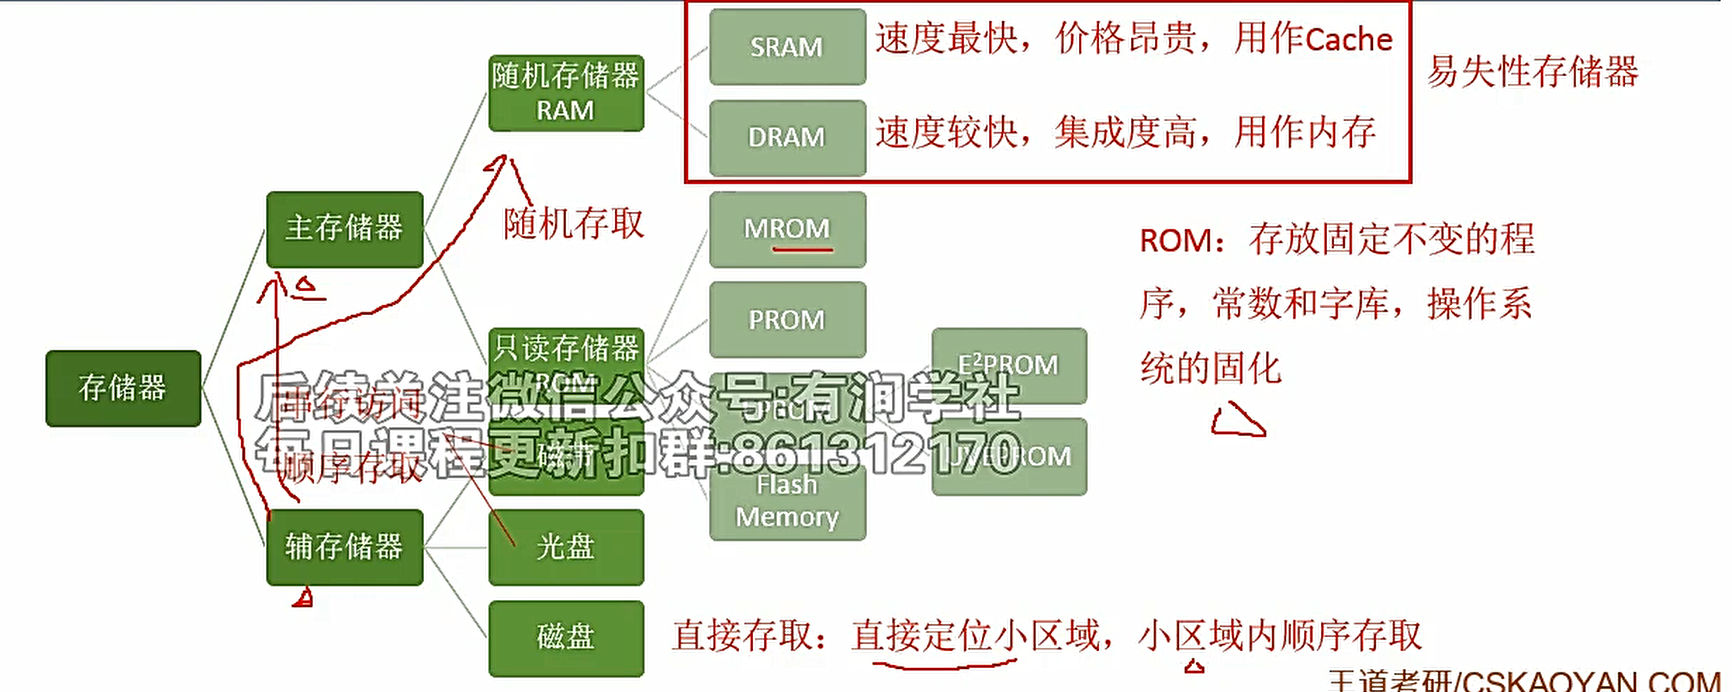 SRAM
速度最快，价格昂贵，用作Cache
随机存储器
RAM
易失性存储器
DRAM
速度较快，集成度高，用作内存
主存储器
随机存取
MROM
ROM：存放固定不变的程
序，常数和字库，操作系
统的固化
PROM
只读存储器
ROM
E²PROM
存储器
串行访问
后续关注微信公众号:有润学社
每日课程更新扣群:861312170
顺序存取
磁带
UVEPROM
Flash
Memory
辅存储器
光盘
磁盘
直接存取：直接定位小区域，小区域内顺序存取
王道考研/CSKAOYAN.COM